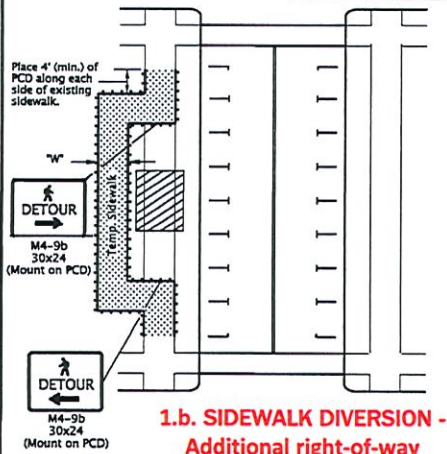 Place 4' (min.) of
PCD along each
side of existing
sidewalk.
"W"
Temp. Sidewalk
DETOUR
M4-9b
30x24
(Mount on PCD)
DETOUR
M4-9b
30x24
(Mount on PCD)
1.b. SIDEWALK DIVERSION -
Additional right-of-way